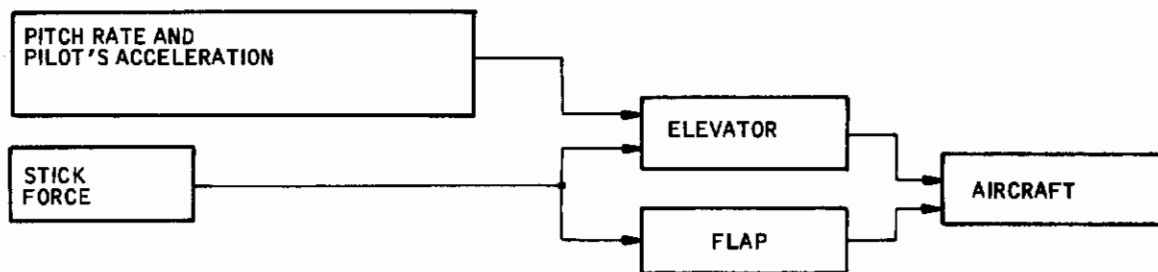 PITCH RATE AND
PILOT'S ACCELERATION
ELEVATOR
STICK
FORCE
AIRCRAFT
FLAP